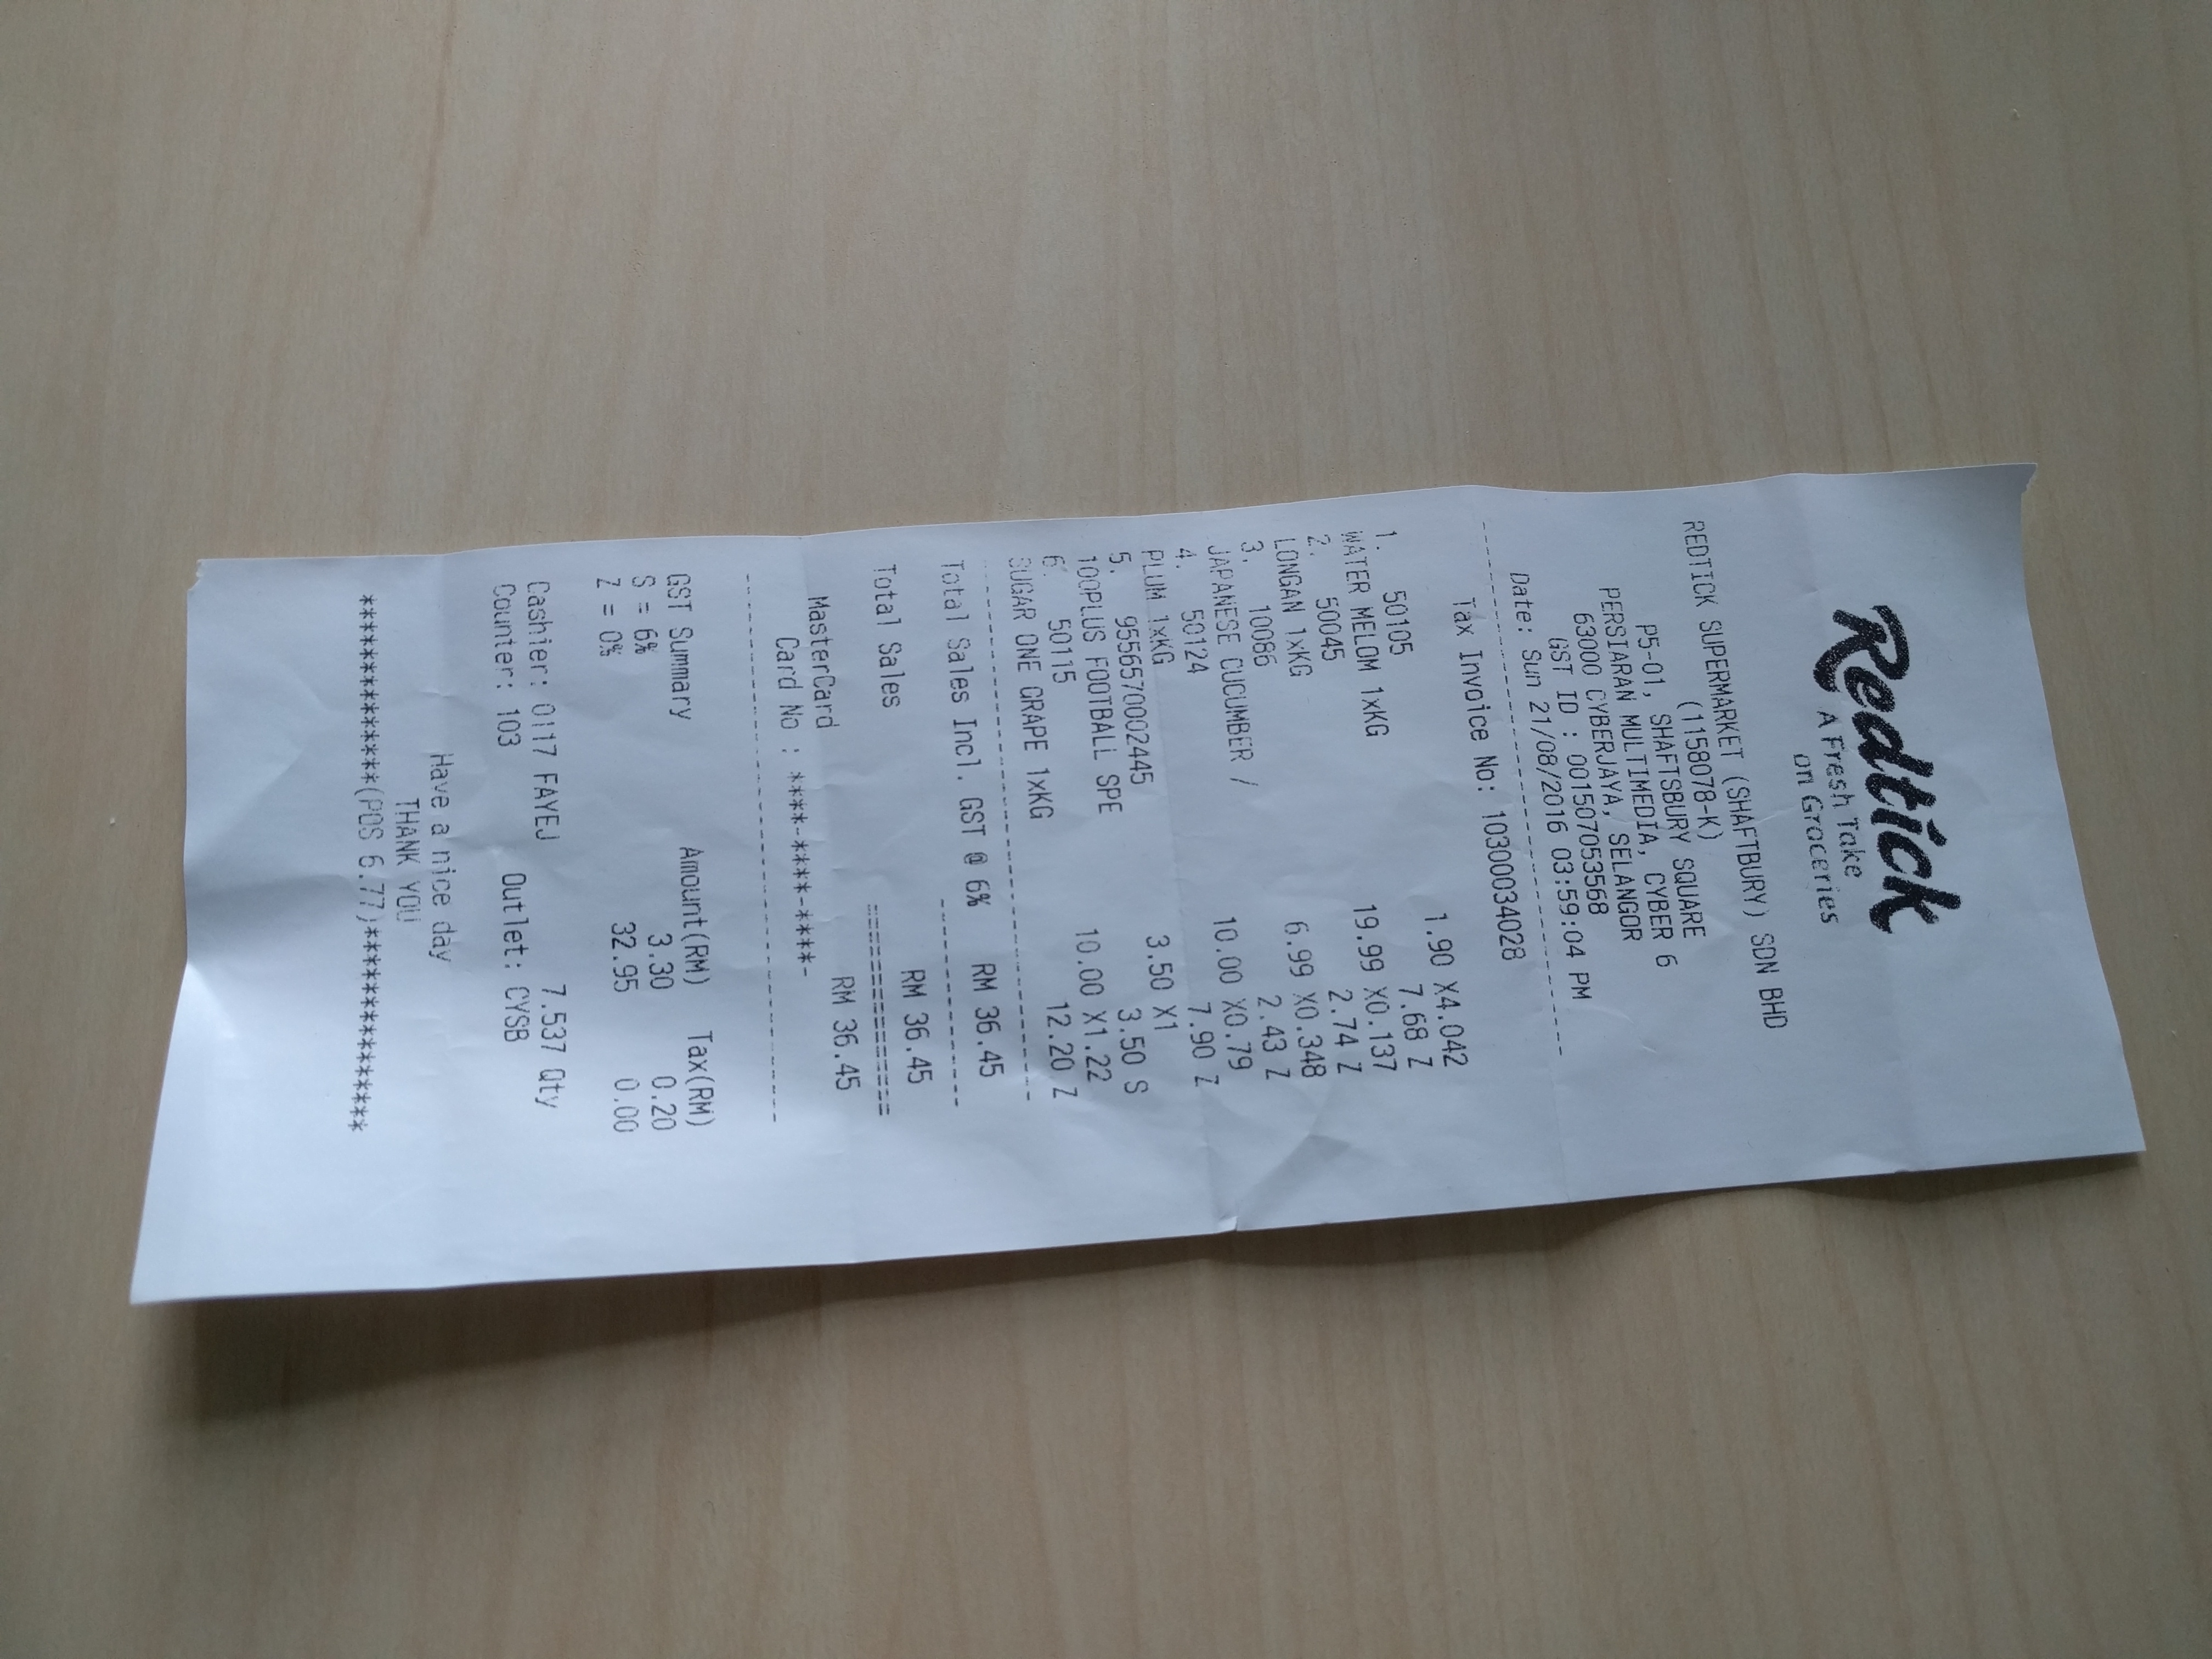 Redtick
A Fresh Take
on Groceries
REDTICK SUPERMARKET (SHAFTBURY) SDN BHD
(1158078-K)
P5-01, SHAFTSBURY SQUARE
PERSIARAN MULTIMEDIA, CYBER 6
63000 CYBERJAYA, SELANGOR
GST ID : 001507053568
Date: Sun 21/08/2016 03:59:04 PM
Tax Invoice No: 1030034028
1. 50105 1.90 X4.042
WATER MELOM 1xKG 7.68 Z
2. 50045 19.99 X0.137
LONGAN 1xKG 2.74 Z
3. 10086 6.99 X0.348
JAPANESE CUCUMBER / 2.43 Z
4. 50124 10.00 X0.79
PLUM 1xKG 7.90 Z
5. 9556570002445 3.50 X1
100PLUS FOOTBALL SPE 3.50 S
6. 50115 10.00 X1.22
SUGAR ONE GRAPE 1xKG 12.20 Z
Total Sales Incl. GST @ 6% RM 36.45
Total Sales RM 36.45
MasterCard RM 36.45
Card No : ****-****-****-
GST Summary Amount(RM) Tax(RM)
S = 6% 3.30 0.20
Z = 0% 32.95 0.00
Cashier: 0117 FAYEJ 7.537 Qty
Counter: 103 Outlet: CYSB
Have a nice day
THANK YOU
******************(POS 6.77)********************